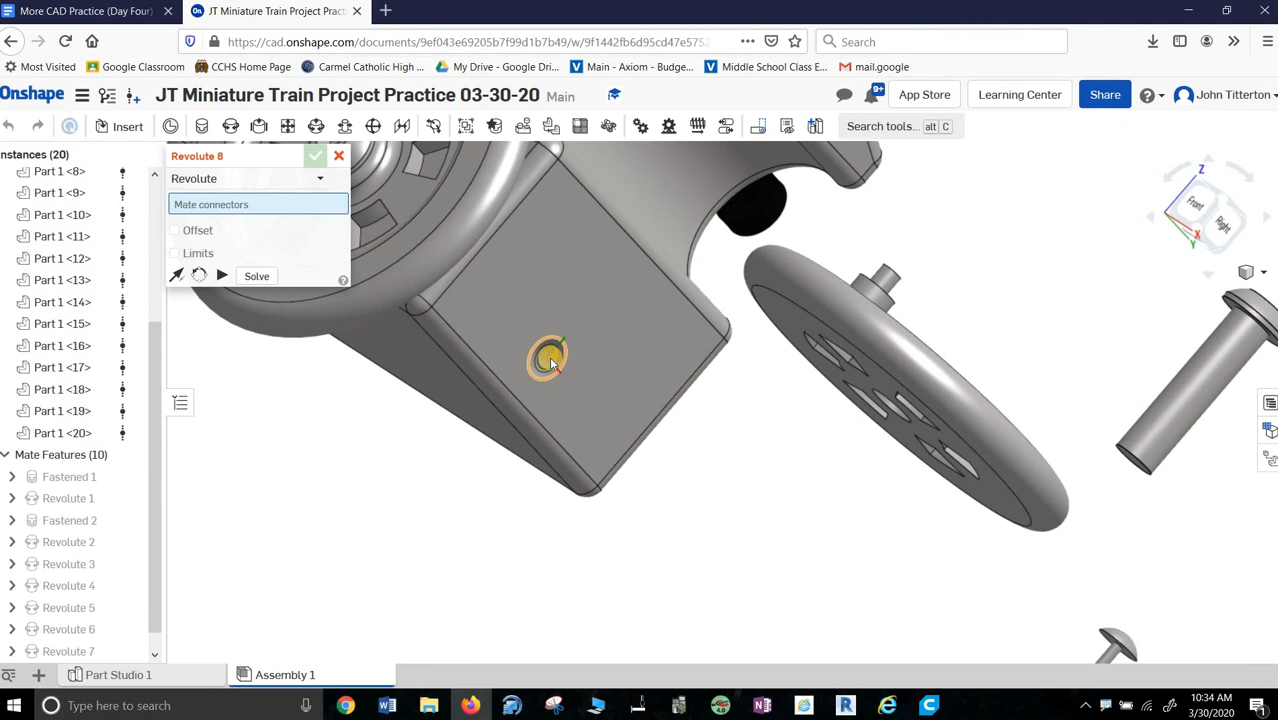 More CAD Practice (Day Four)
JT Miniature Train Project Practi
https://cad.onshape.com/documents/9ef043e69205b7f99d1b7b49/w/9f1442fb6d95cd47e5752
Search
Most Visited
Google Classroom
CCHS Home Page
Carmel Catholic High ...
My Drive - Google Dri...
Main - Axiom - Budge...
Middle School Class E...
mail.google
Onshape
JT Miniature Train Project Practice 03-30-20
Main
9+
App Store
Learning Center
Share
John Titterton
Insert
Search tools...
alt
C
nstances (20)
Part 1 <8>
Part 1 <9>
Part 1 <10>
Part 1 <11>
Part 1 <12>
Part 1 <13>
Part 1 <14>
Part 1 <15>
Part 1 <16>
Part 1 <17>
Part 1 <18>
Part 1 <19>
Part 1 <20>
Mate Features (10)
Fastened 1
Revolute 1
Fastened 2
Revolute 2
Revolute 3
Revolute 4
Revolute 5
Revolute 6
Revolute 7
Revolute 8
Revolute
Mate connectors
Offset
Limits
Solve
Z
Front
Right
X
Y
Part Studio 1
Assembly 1
Type here to search
10:34 AM
3/30/2020